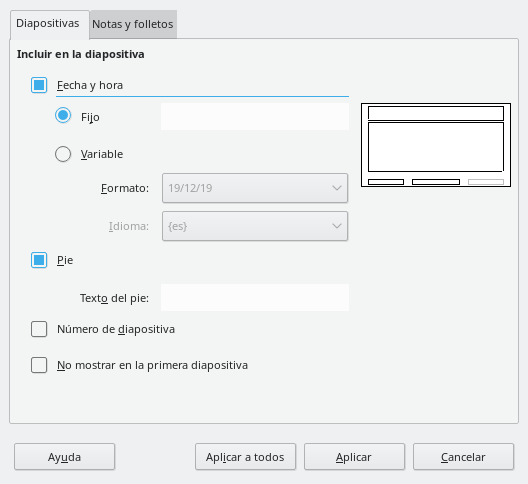 Diapositivas Notas y folletos
Incluir en la diapositiva
Fecha y hora
Fijo
Variable
Formato: 19/12/19
Idioma: {es}
Pie
Texto del pie:
Número de diapositiva
No mostrar en la primera diapositiva
Ayuda Aplicar a todos Aplicar Cancelar